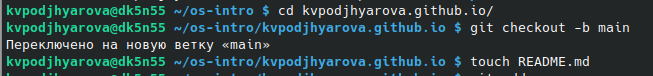 kvpodjhyarova@dk5n55 ~/os-intro $ cd kvpodjhyarova.github.io/
kvpodjhyarova@dk5n55 ~/os-intro/kvpodjhyarova.github.io $ git checkout -b main
Переключено на новую ветку «main»
kvpodjhyarova@dk5n55 ~/os-intro/kvpodjhyarova.github.io $ touch README.md